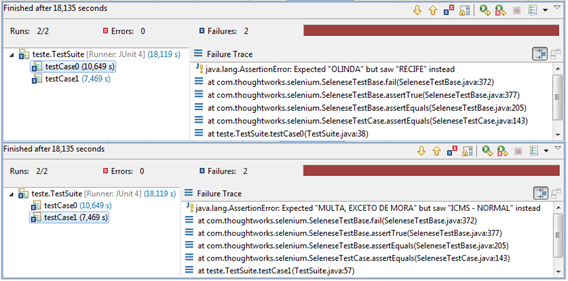 Finished after 18,135 seconds
Runs: 2/2 Errors: 0 Failures: 2
teste.TestSuite [Runner: JUnit 4] (18,119 s)
testCase0 (10,649 s)
testCase1 (7,469 s)
Failure Trace
java.lang.AssertionError: Expected "OLINDA" but saw "RECIFE" instead
at com.thoughtworks.selenium.SeleneseTestBase.fail(SeleneseTestBase.java:372)
at com.thoughtworks.selenium.SeleneseTestBase.assertTrue(SeleneseTestBase.java:377)
at com.thoughtworks.selenium.SeleneseTestBase.assertEquals(SeleneseTestBase.java:205)
at com.thoughtworks.selenium.SeleneseTestCase.assertEquals(SeleneseTestCase.java:143)
at teste.TestSuite.testCase0(TestSuite.java:38)
Finished after 18,135 seconds
Runs: 2/2 Errors: 0 Failures: 2
teste.TestSuite [Runner: JUnit 4] (18,119 s)
testCase0 (10,649 s)
testCase1 (7,469 s)
Failure Trace
java.lang.AssertionError: Expected "MULTA, EXCETO DE MORA" but saw "ICMS - NORMAL" instead
at com.thoughtworks.selenium.SeleneseTestBase.fail(SeleneseTestBase.java:372)
at com.thoughtworks.selenium.SeleneseTestBase.assertTrue(SeleneseTestBase.java:377)
at com.thoughtworks.selenium.SeleneseTestBase.assertEquals(SeleneseTestBase.java:205)
at com.thoughtworks.selenium.SeleneseTestCase.assertEquals(SeleneseTestCase.java:143)
at teste.TestSuite.testCase1(TestSuite.java:57)